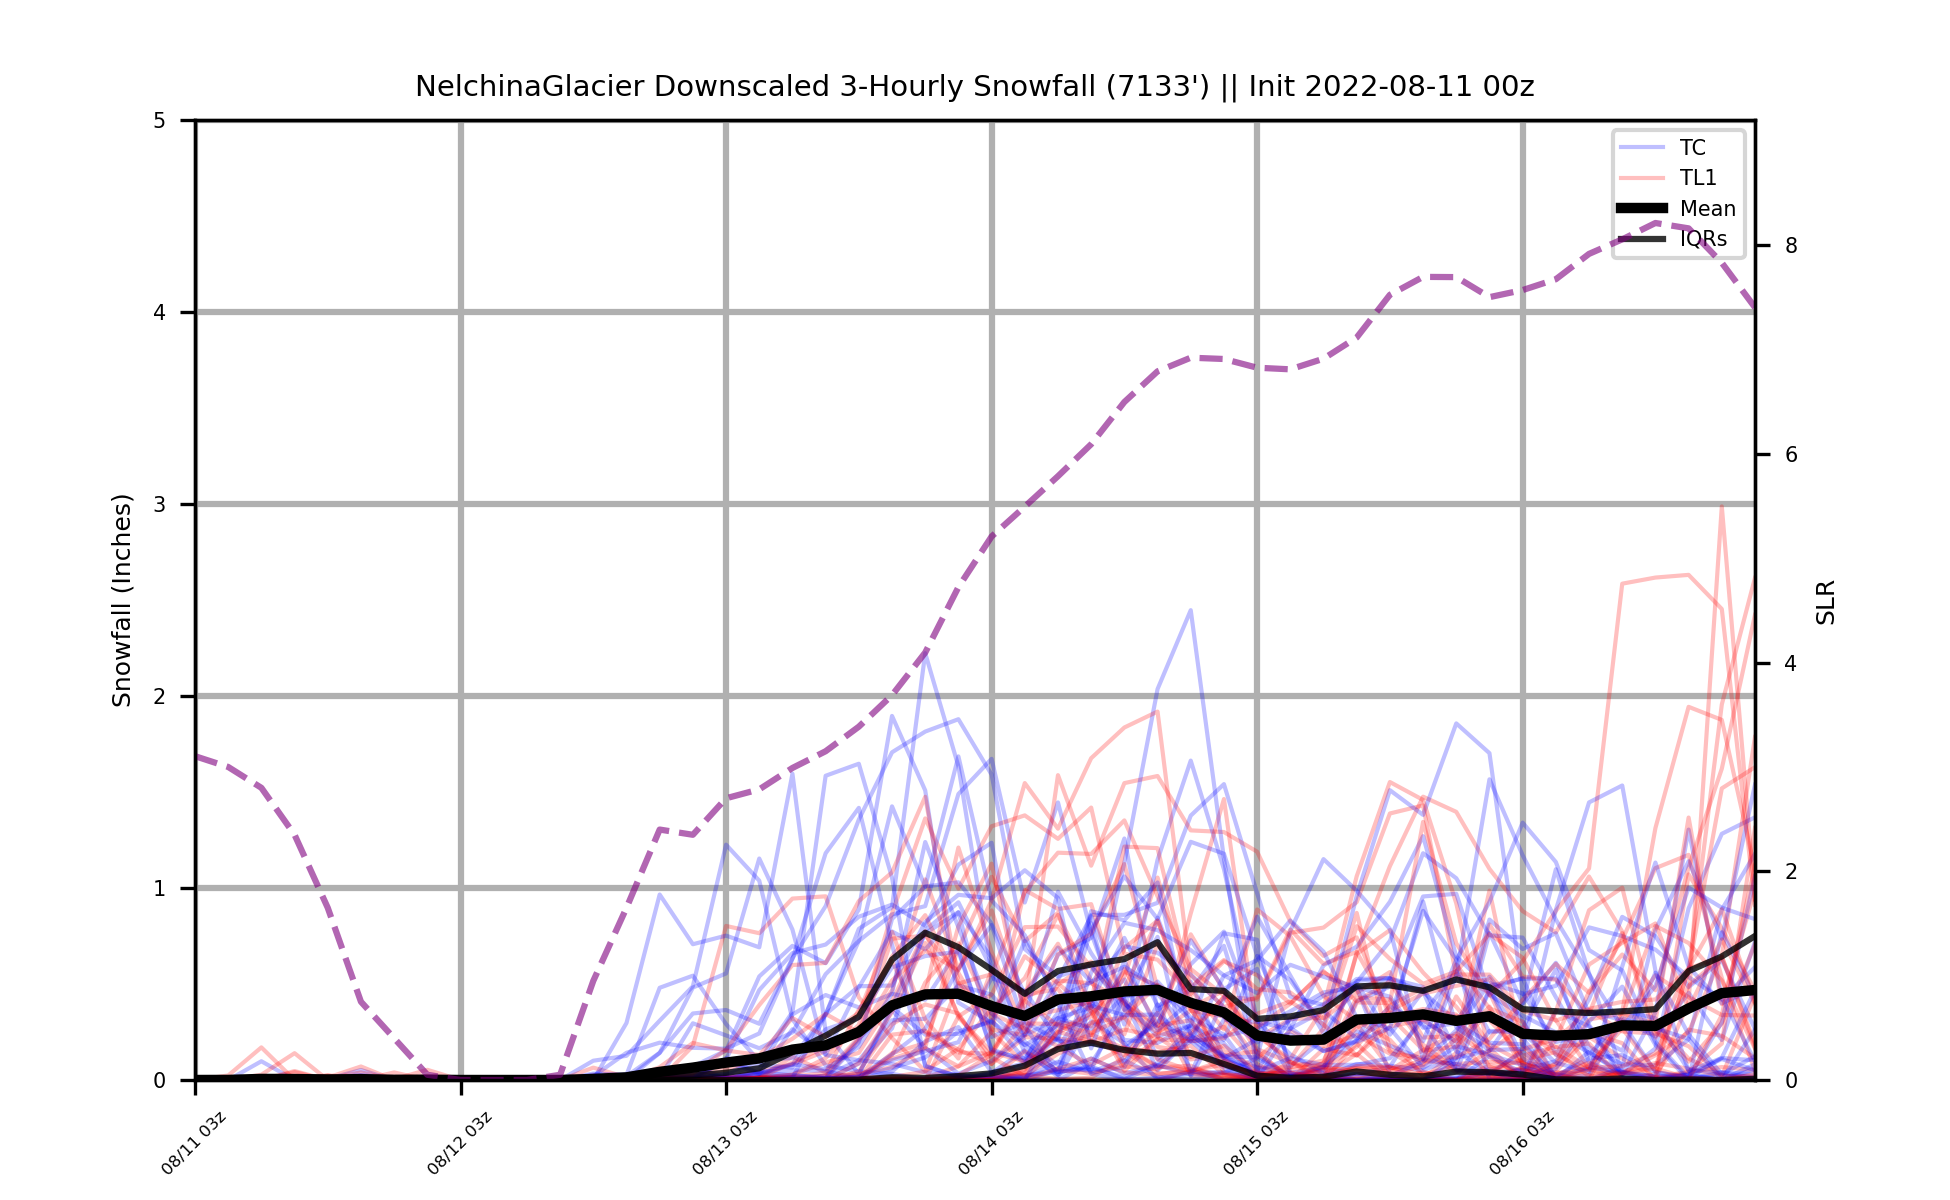 NelchinaGlacier Downscaled 3-Hourly Snowfall (7133') || Init 2022-08-11 00z
TC
TL1
Mean
IQRs
5
4
3
2
1
0
Snowfall (Inches)
8
6
4
2
0
SLR
08/11 03z
08/12 03z
08/13 03z
08/14 03z
08/15 03z
08/16 03z